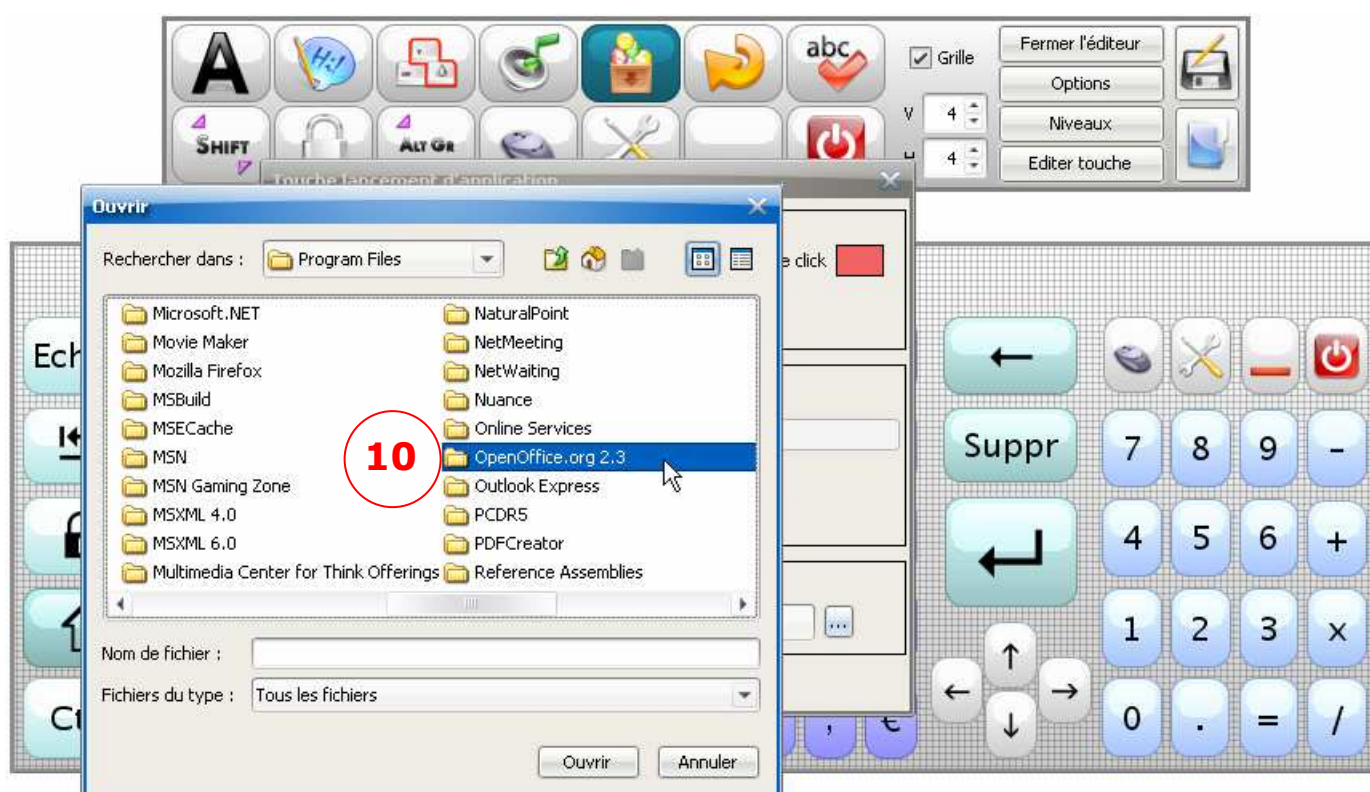 A
Hi!
abc
Grille
Fermer l'éditeur
Options
V 4
Niveaux
4
Editer touche
SHIFT
ALT GR
Touche lancement d'application
Ouvrir
Rechercher dans :
Program Files
e click
Microsoft.NET
NaturalPoint
Movie Maker
NetMeeting
Mozilla Firefox
NetWaiting
MSBuild
Nuance
MSECache
Online Services
MSN
OpenOffice.org 2.3
MSN Gaming Zone
Outlook Express
MSXML 4.0
PCDR5
MSXML 6.0
PDFCreator
Multimedia Center for Think Offerings
Reference Assemblies
10
...
Nom de fichier :
Fichiers du type :
Tous les fichiers
Ouvrir
Annuler
Ech
←
Suppr
7 8 9 -
4 5 6 +
1 2 3 x
↑
← →
↓
0 . = /
Ct
, €